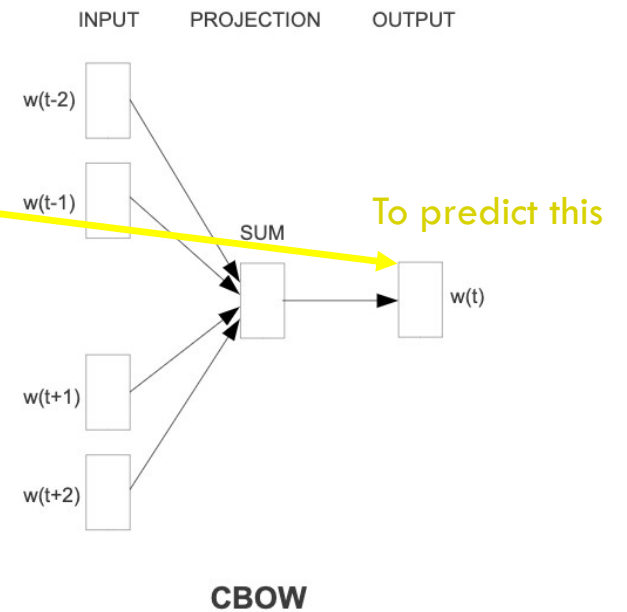 INPUT PROJECTION OUTPUT
w(t-2)
w(t-1)
To predict this
SUM
w(t)
w(t+1)
w(t+2)
CBOW